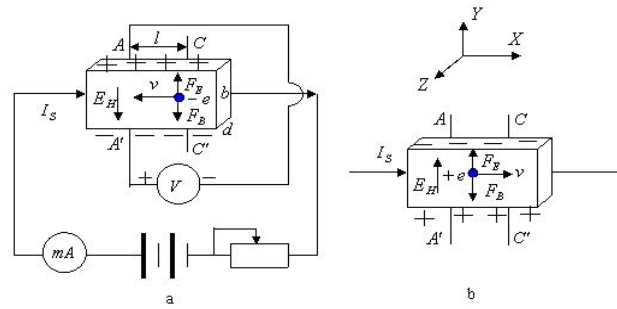 A l C
+ + + +
I_S E_H v F_E - e b
F_B d
- A' - - - C''
+ V -
mA
a
Y
X
Z
A C
- - - -
I_S E_H + e F_E v
F_B
+ + + +
A' C''
b